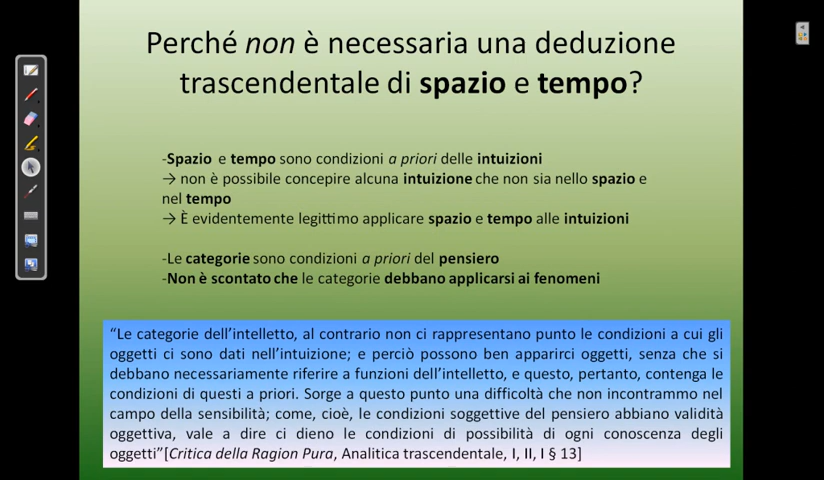 Perché non è necessaria una deduzione
trascendentale di spazio e tempo?
-Spazio e tempo sono condizioni a priori delle intuizioni
→ non è possibile concepire alcuna intuizione che non sia nello spazio e
nel tempo
→ È evidentemente legittimo applicare spazio e tempo alle intuizioni
-Le categorie sono condizioni a priori del pensiero
-Non è scontato che le categorie debbano applicarsi ai fenomeni
“Le categorie dell’intelletto, al contrario non ci rappresentano punto le condizioni a cui gli
oggetti ci sono dati nell’intuizione; e perciò possono ben apparirci oggetti, senza che si
debbano necessariamente riferire a funzioni dell’intelletto, e questo, pertanto, contenga le
condizioni di questi a priori. Sorge a questo punto una difficoltà che non incontrammo nel
campo della sensibilità; come, cioè, le condizioni soggettive del pensiero abbiano validità
oggettiva, vale a dire ci dieno le condizioni di possibilità di ogni conoscenza degli
oggetti”[Critica della Ragion Pura, Analitica trascendentale, I, II, I § 13]